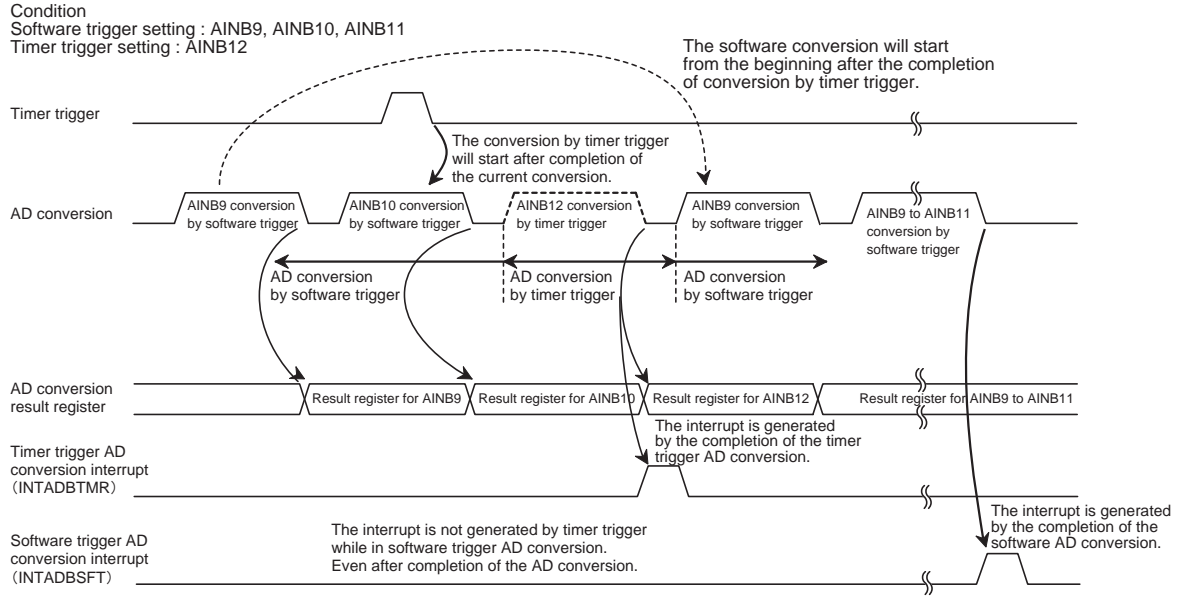 Condition
Software trigger setting : AINB9, AINB10, AINB11
Timer trigger setting : AINB12
The software conversion will start
from the beginning after the completion
of conversion by timer trigger.
Timer trigger
The conversion by timer trigger
will start after completion of
the current conversion.
AD conversion
AINB9 conversion
by software trigger
AINB10 conversion
by software trigger
AINB12 conversion
by timer trigger
AINB9 conversion
by software trigger
AINB9 to AINB11
conversion by
software trigger
AD conversion
by software trigger
AD conversion
by timer trigger
AD conversion
by software trigger
AD conversion
result register
Result register for AINB9
Result register for AINB10
Result register for AINB12
Result register for AINB9 to AINB11
The interrupt is generated
by the completion of the timer
trigger AD conversion.
Timer trigger AD
conversion interrupt
（INTADBTMR）
The interrupt is generated
by the completion of the
software AD conversion.
Software trigger AD
conversion interrupt
（INTADBSFT）
The interrupt is not generated by timer trigger
while in software trigger AD conversion.
Even after completion of the AD conversion.